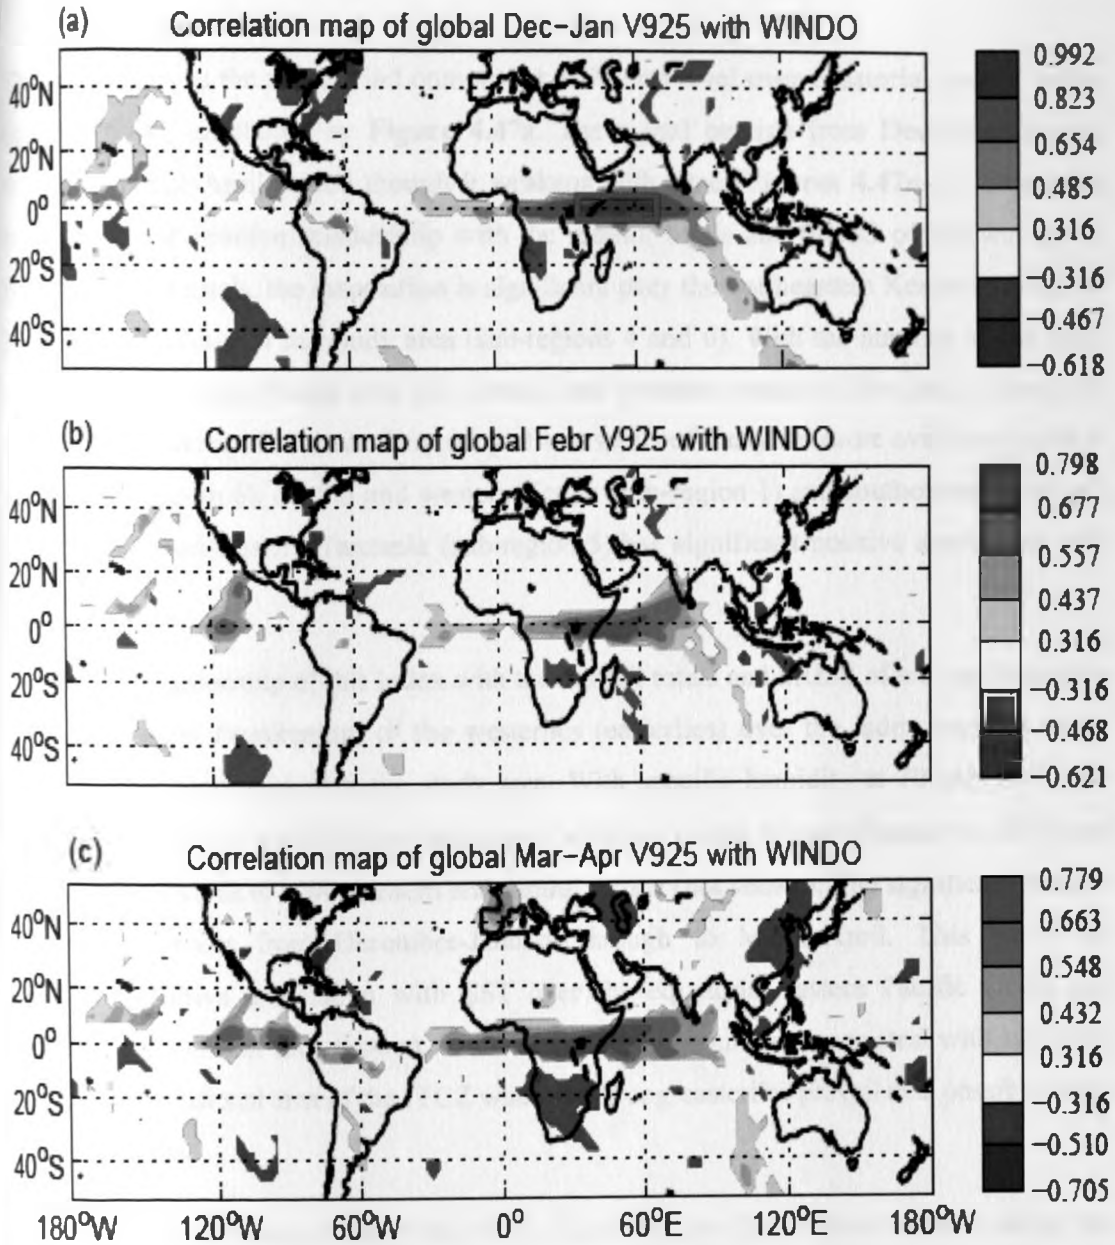 (a)
Correlation map of global Dec-Jan V925 with WINDO
40°N
20°N
0°
20°S
40°S
0.992
0.823
0.654
0.485
0.316
−0.316
−0.467
−0.618
(b)
Correlation map of global Febr V925 with WINDO
40°N
20°N
0°
20°S
40°S
0.798
0.677
0.557
0.437
0.316
−0.316
−0.468
−0.621
(c)
Correlation map of global Mar-Apr V925 with WINDO
40°N
20°N
0°
20°S
40°S
0.779
0.663
0.548
0.432
0.316
−0.316
−0.510
−0.705
180°W 120°W 60°W 0° 60°E 120°E 180°W